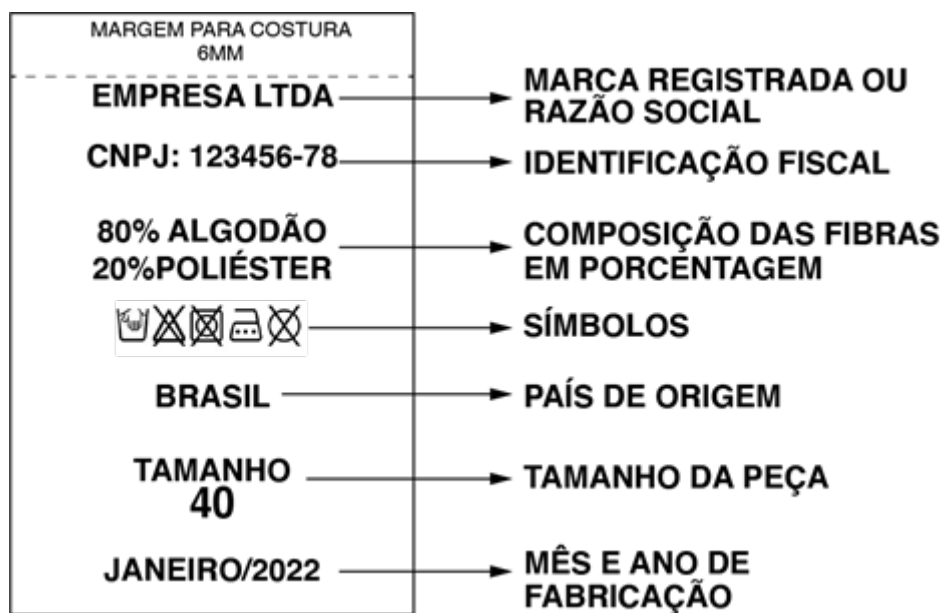 MARGEM PARA COSTURA
6MM
EMPRESA LTDA
MARCA REGISTRADA OU
RAZÃO SOCIAL
CNPJ: 123456-78
IDENTIFICAÇÃO FISCAL
80% ALGODÃO
20%POLIÉSTER
COMPOSIÇÃO DAS FIBRAS
EM PORCENTAGEM
SÍMBOLOS
BRASIL
PAÍS DE ORIGEM
TAMANHO
40
TAMANHO DA PEÇA
JANEIRO/2022
MÊS E ANO DE
FABRICAÇÃO